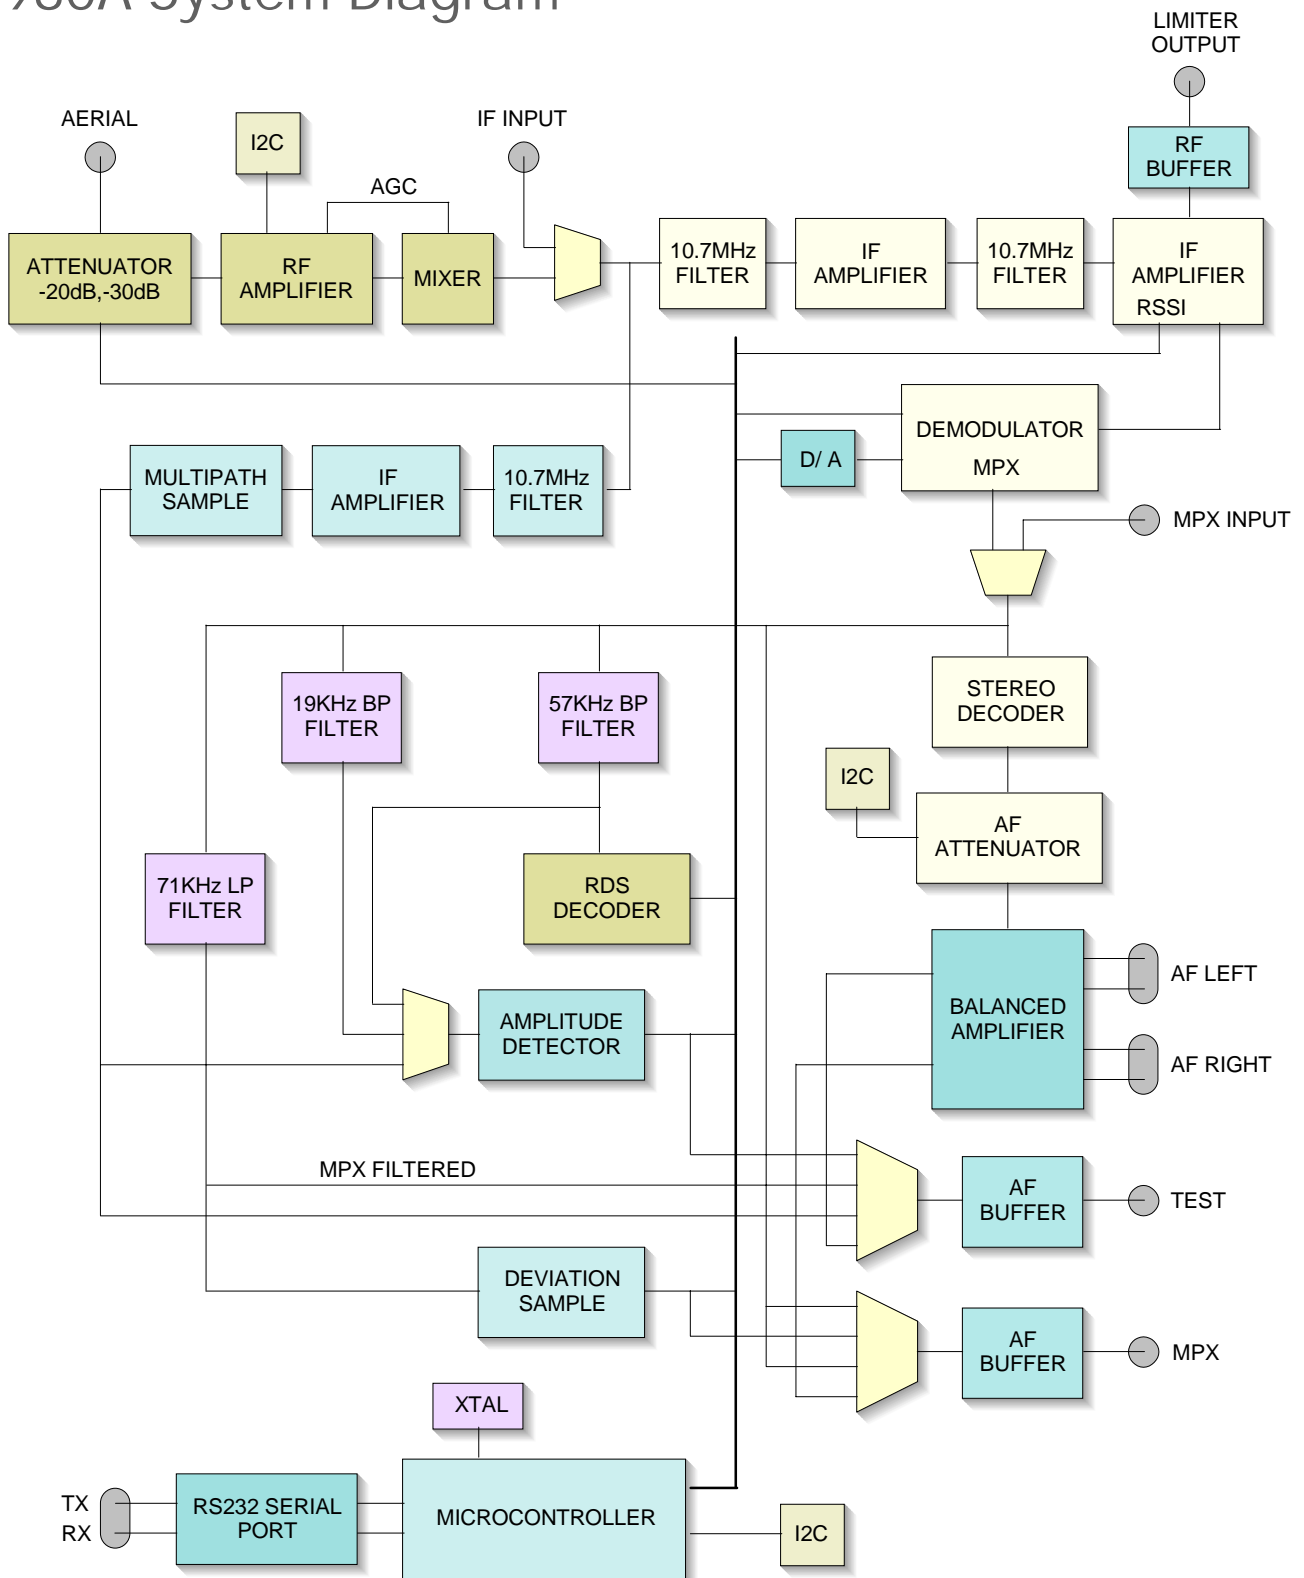 System Diagram
LIMITER
OUTPUT
AERIAL
I2C
IF INPUT
AGC
RF
BUFFER
ATTENUATOR
-20dB,-30dB
RF
AMPLIFIER
MIXER
10.7MHz
FILTER
IF
AMPLIFIER
10.7MHz
FILTER
IF
AMPLIFIER
RSSI
DEMODULATOR
MPX
D/ A
MULTIPATH
SAMPLE
IF
AMPLIFIER
10.7MHz
FILTER
MPX INPUT
19KHz BP
FILTER
57KHz BP
FILTER
STEREO
DECODER
I2C
AF
ATTENUATOR
71KHz LP
FILTER
RDS
DECODER
AMPLITUDE
DETECTOR
BALANCED
AMPLIFIER
AF LEFT
AF RIGHT
MPX FILTERED
AF
BUFFER
TEST
DEVIATION
SAMPLE
AF
BUFFER
MPX
XTAL
TX
RX
RS232 SERIAL
PORT
MICROCONTROLLER
I2C